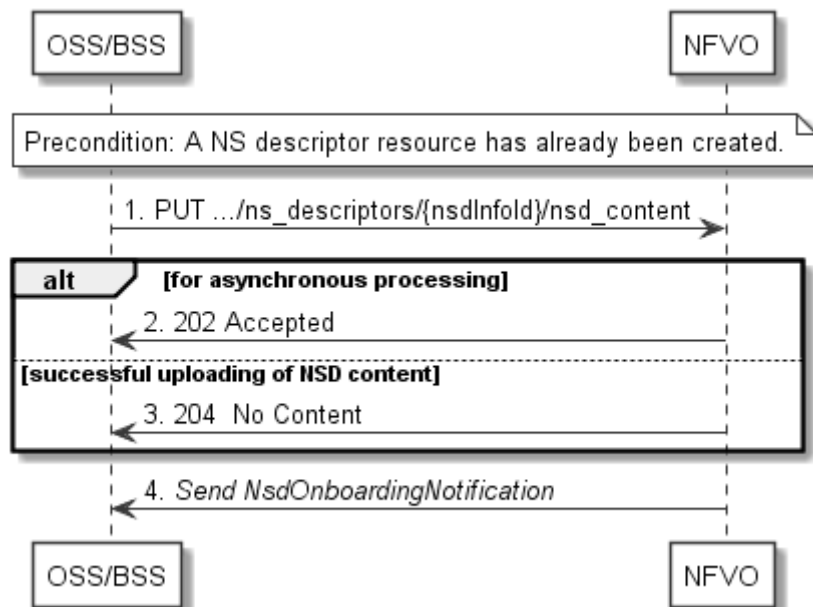 OSS/BSS NFVO
Precondition: A NS descriptor resource has already been created.
1. PUT .../ns_descriptors/{nsdInfoId}/nsd_content
alt [for asynchronous processing]
2. 202 Accepted
[successful uploading of NSD content]
3. 204  No Content
4. Send NsdOnboardingNotification
OSS/BSS NFVO